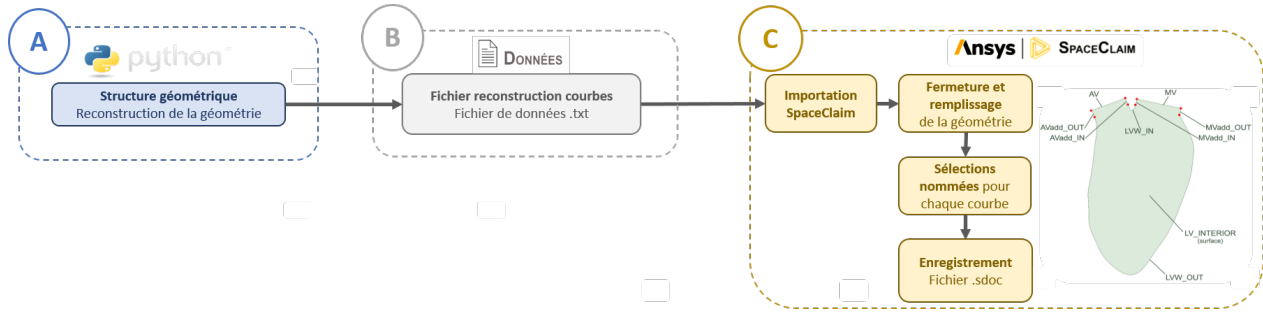 A
python™
Structure géométrique
Reconstruction de la géométrie
B
DONNÉES
Fichier reconstruction courbes
Fichier de données .txt
C
Ansys
SPACECLAIM
Importation
SpaceClaim
Fermeture et
remplissage
de la géométrie
Sélections
nommées pour
chaque courbe
Enregistrement
Fichier .sdoc
AV
MV
AVadd_OUT
AVadd_IN
LVW_IN
MVadd_OUT
MVadd_IN
LV_INTERIOR
(surface)
LVW_OUT